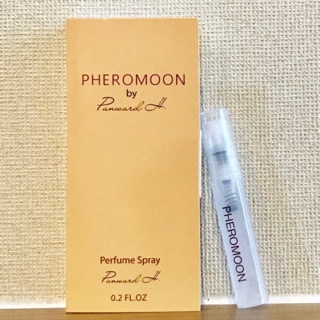 PHEROMOON
by
Panward H.
Perfume Spray
Panward H.
0.2 FL.OZ
PHEROMOON